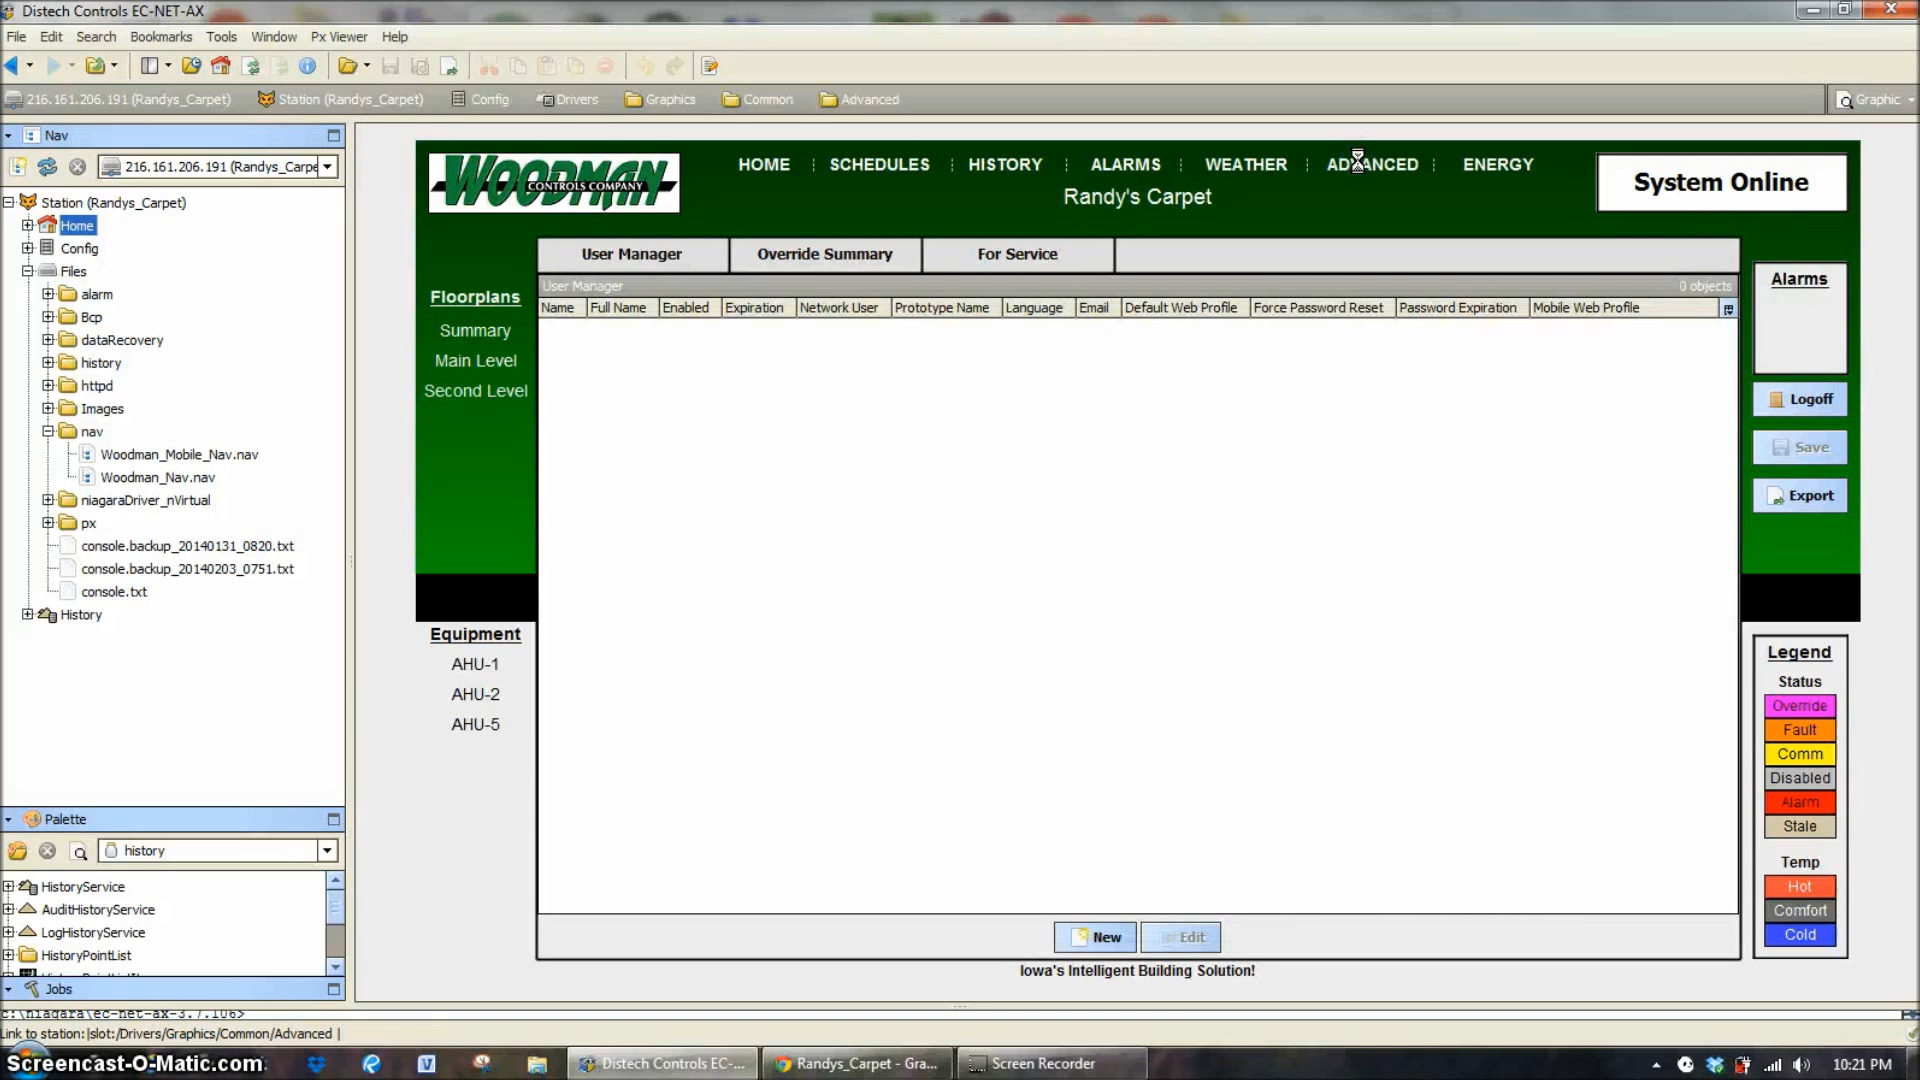 Distech Controls EC-NET-AX
File Edit Search Bookmarks Tools Window Px Viewer Help
216.161.206.191 (Randys_Carpet) Station (Randys_Carpet) Config Drivers Graphics Common Advanced Graphic
Nav
216.161.206.191 (Randys_Carpe
Station (Randys_Carpet)
Home
Config
Files
alarm
Bcp
dataRecovery
history
httpd
Images
nav
Woodman_Mobile_Nav.nav
Woodman_Nav.nav
niagaraDriver_nVirtual
px
console.backup_20140131_0820.txt
console.backup_20140203_0751.txt
console.txt
History
Palette
history
HistoryService
AuditHistoryService
LogHistoryService
HistoryPointList
Jobs
WOODMAN
CONTROLS COMPANY
HOME SCHEDULES HISTORY ALARMS WEATHER ADVANCED ENERGY
Randy's Carpet
System Online
User Manager Override Summary For Service
User Manager 0 objects
Name Full Name Enabled Expiration Network User Prototype Name Language Email Default Web Profile Force Password Reset Password Expiration Mobile Web Profile
Floorplans
Summary
Main Level
Second Level
Equipment
AHU-1
AHU-2
AHU-5
New Edit
Iowa's Intelligent Building Solution!
Alarms
Logoff
Save
Export
Legend
Status
Override
Fault
Comm
Disabled
Alarm
Stale
Temp
Hot
Comfort
Cold
c:\niagara\ec-net-ax-3.7.106>
Link to station:|slot:/Drivers/Graphics/Common/Advanced |
Screencast-O-Matic.com
Distech Controls EC-... Randys_Carpet - Gra... Screen Recorder 10:21 PM